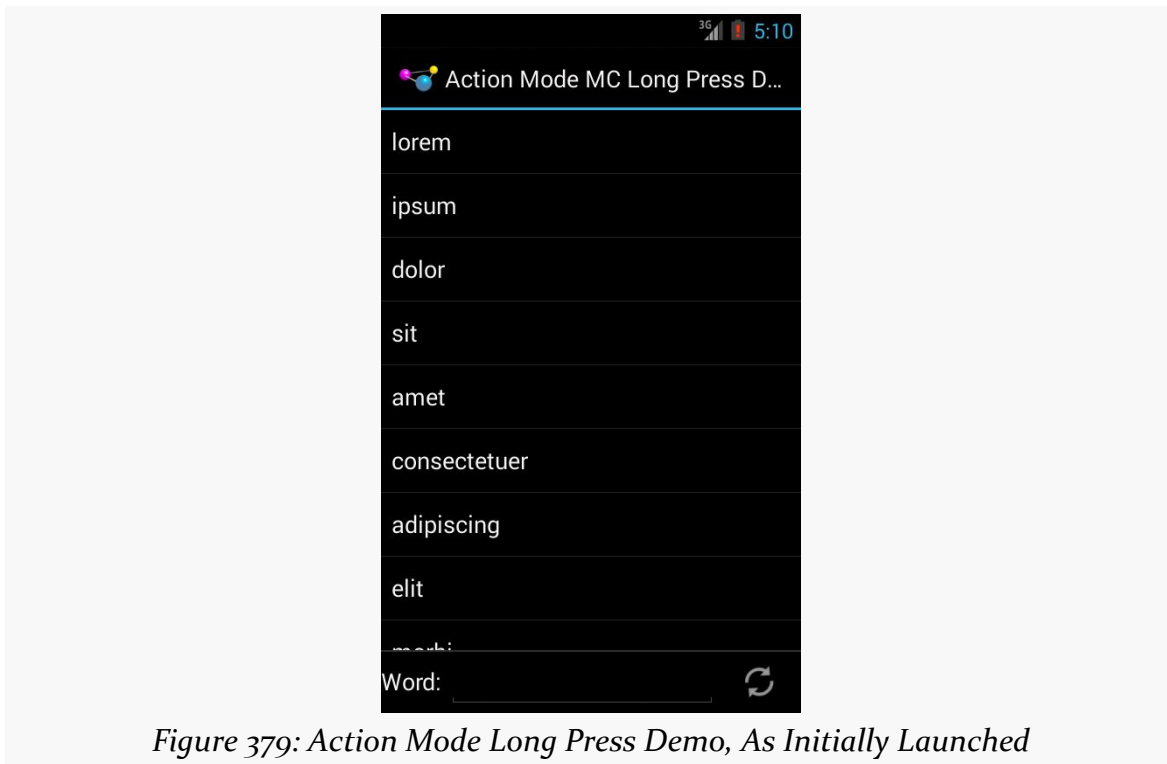 3G 5:10
Action Mode MC Long Press D...
lorem
ipsum
dolor
sit
amet
consectetuer
adipiscing
elit
morbi
Word:
Figure 379: Action Mode Long Press Demo, As Initially Launched